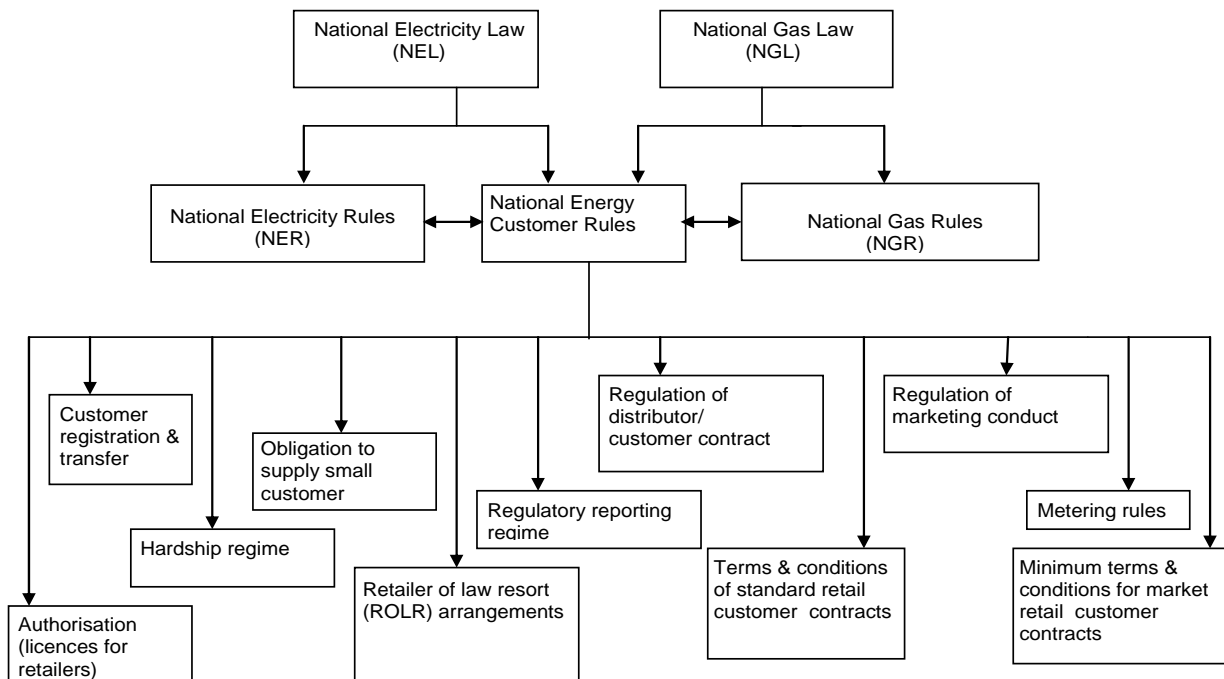 National Electricity Law
(NEL)
National Gas Law
(NGL)
National Electricity Rules
(NER)
National Energy
Customer Rules
National Gas Rules
(NGR)
Customer
registration &
transfer
Obligation to
supply small
customer
Regulation of
distributor/
customer contract
Regulation of
marketing conduct
Hardship regime
Regulatory reporting
regime
Metering rules
Authorisation
(licences for
retailers)
Retailer of law resort
(ROLR) arrangements
Terms & conditions
of standard retail
customer contracts
Minimum terms &
conditions for market
retail customer
contracts